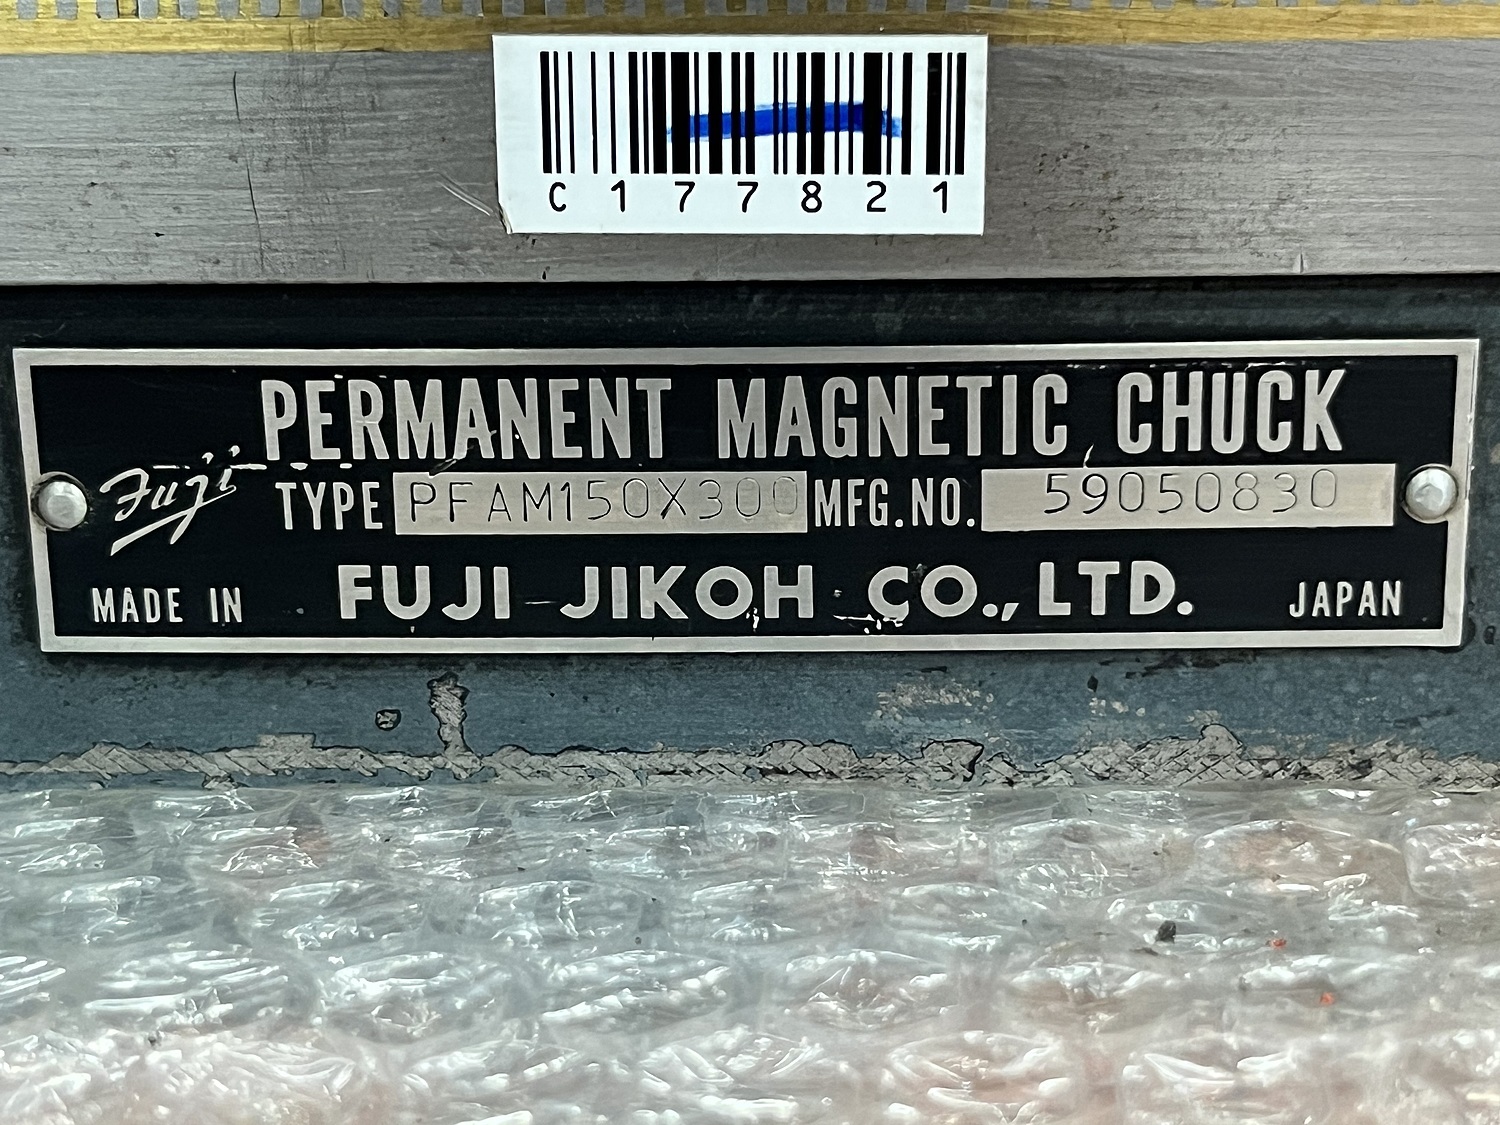 C177821
PERMANENT MAGNETIC CHUCK
Fuji TYPE PFAM150X300 MFG.NO. 59050830
MADE IN FUJI JIKOH CO.,LTD. JAPAN